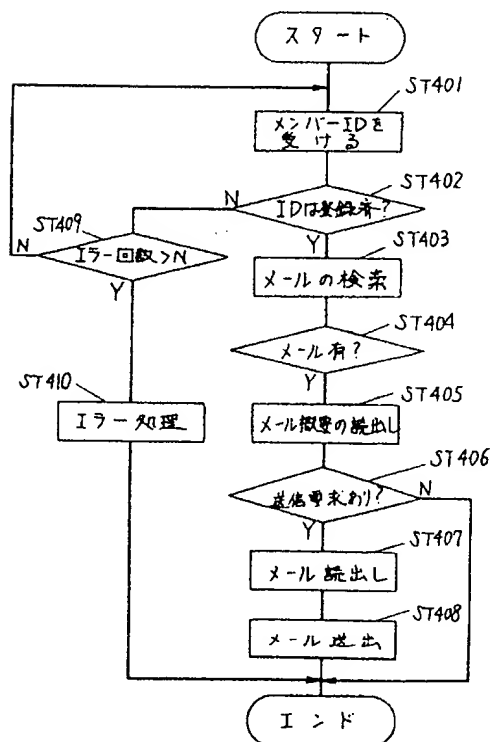 スタート
ST401
メンバーIDを
受ける
ST402
N
IDは登録済?
ST409
Y
ST403
N
エラー回数>N
メールの検索
Y
ST404
メール有?
ST410
Y
ST405
エラー処理
メール概要の読出し
ST406
送信要求あり?
N
Y
ST407
メール読出し
ST408
メール送出
エンド